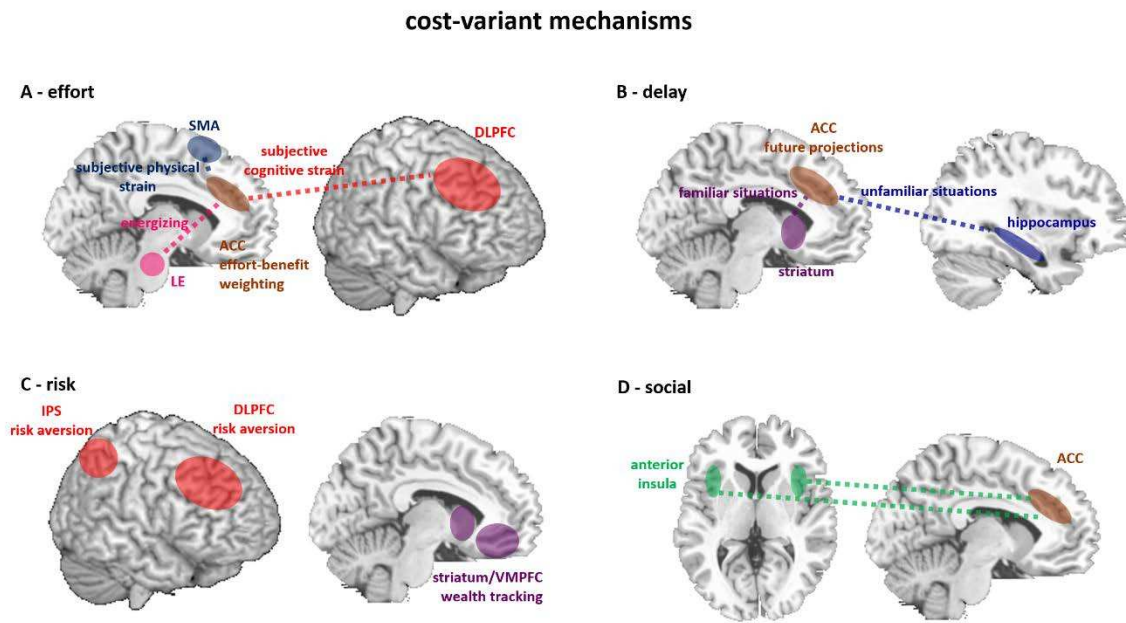 cost-variant mechanisms
A - effort
SMA
DLPFC
subjective
cognitive strain
subjective physical
strain
energizing
ACC
effort-benefit
weighting
LE
B - delay
ACC
future projections
familiar situations
unfamiliar situations
hippocampus
striatum
C - risk
IPS
risk aversion
DLPFC
risk aversion
striatum/VMPFC
wealth tracking
D - social
anterior
insula
ACC